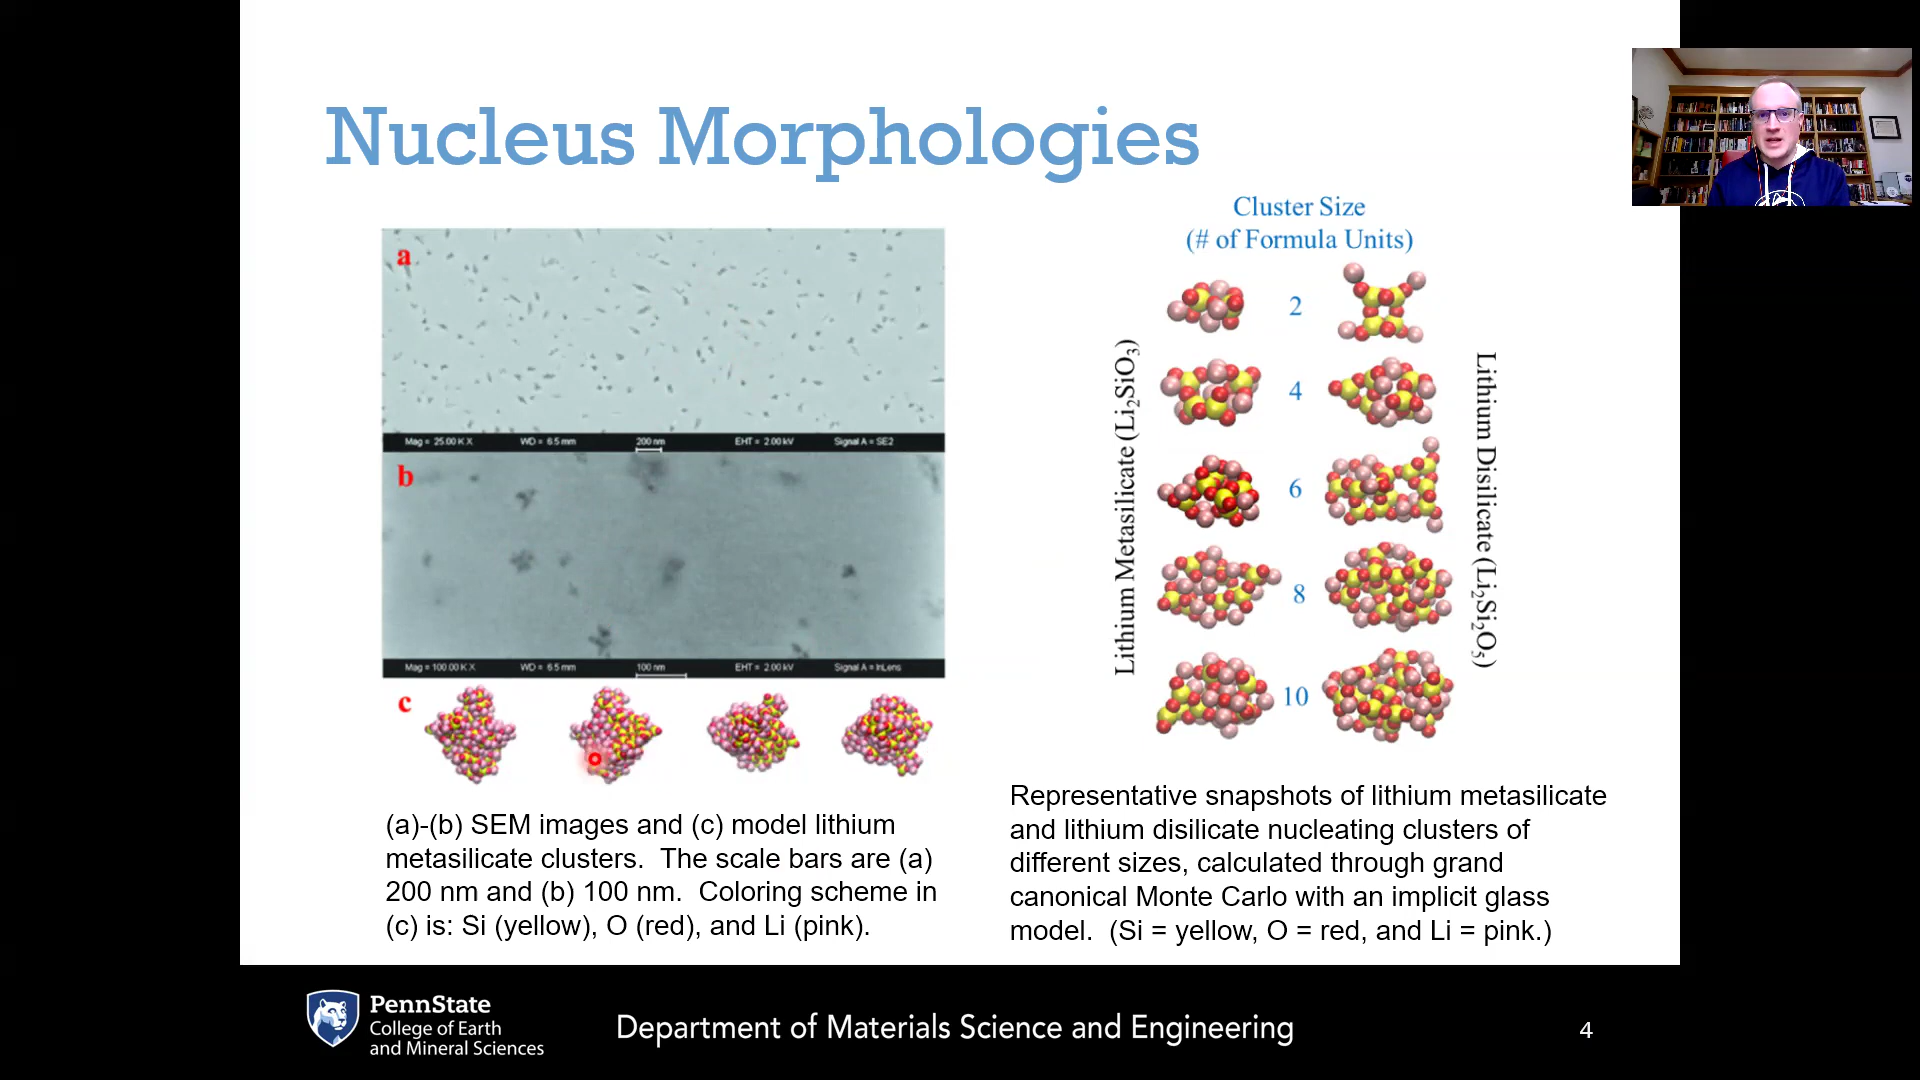 Nucleus Morphologies
a
Mag = 25.00 K X WD = 6.5 mm 200 nm EHT = 2.00 kV Signal A = SE2
b
Mag = 100.00 K X WD = 6.5 mm 100 nm EHT = 2.00 kV Signal A = InLens
c
(a)-(b) SEM images and (c) model lithium
metasilicate clusters. The scale bars are (a)
200 nm and (b) 100 nm. Coloring scheme in
(c) is: Si (yellow), O (red), and Li (pink).
Cluster Size
(# of Formula Units)
Lithium Metasilicate (Li₂SiO₃)
2
4
6
8
10
Lithium Disilicate (Li₂Si₂O₅)
Representative snapshots of lithium metasilicate
and lithium disilicate nucleating clusters of
different sizes, calculated through grand
canonical Monte Carlo with an implicit glass
model. (Si = yellow, O = red, and Li = pink.)
PennState
College of Earth
and Mineral Sciences
Department of Materials Science and Engineering
4